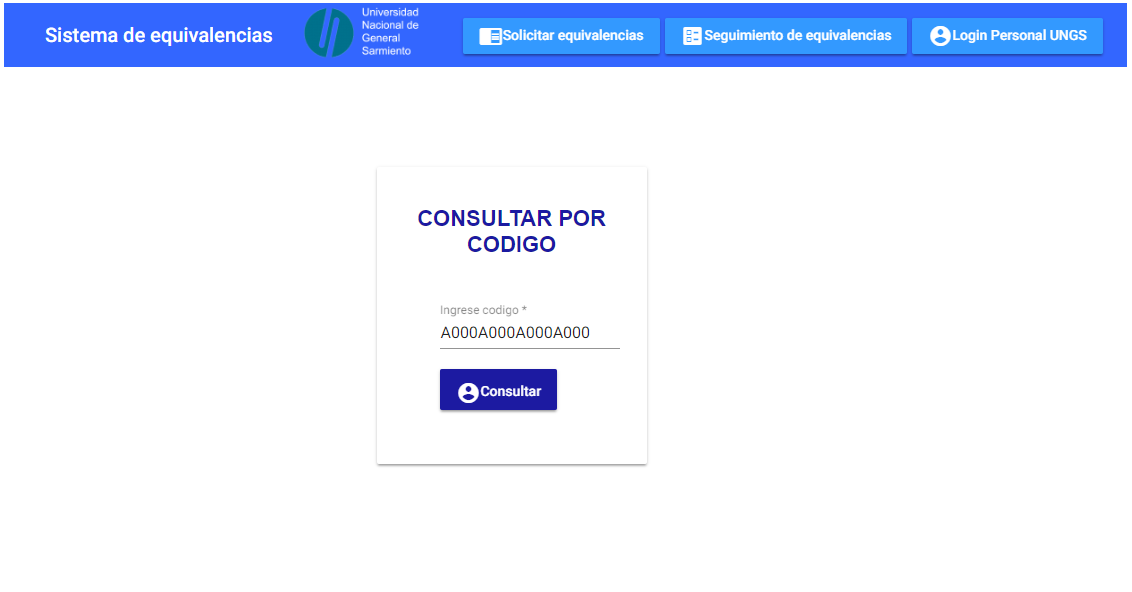 Sistema de equivalencias
Universidad
Nacional de
General
Sarmiento
Solicitar equivalencias
Seguimiento de equivalencias
Login Personal UNGS
CONSULTAR POR
CODIGO
Ingrese codigo *
A000A000A000A000
Consultar